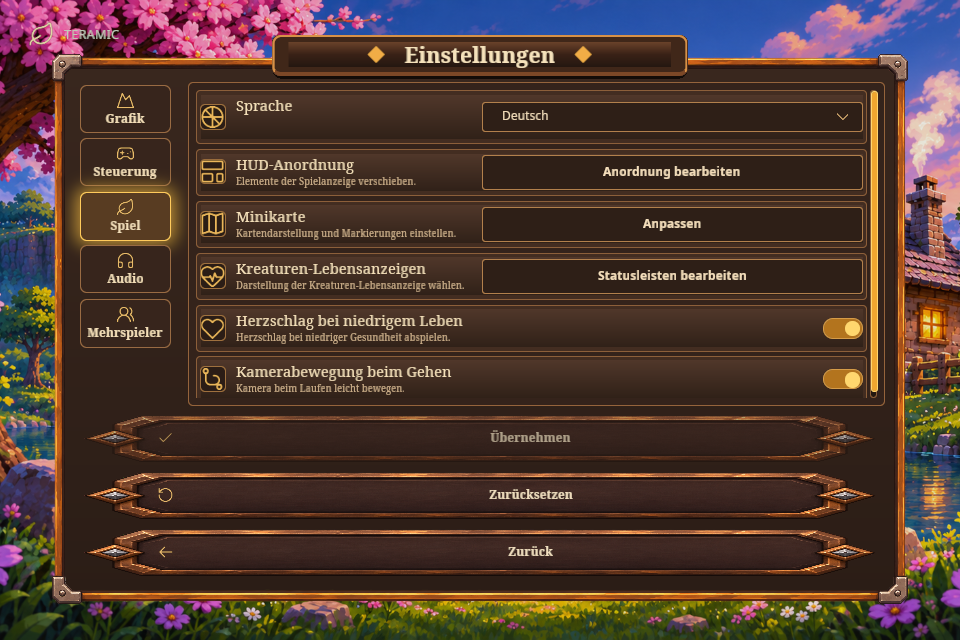 TERAMIC
Einstellungen
Grafik
Steuerung
Spiel
Audio
Mehrspieler
Sprache
Deutsch
HUD-Anordnung
Elemente der Spielanzeige verschieben.
Anordnung bearbeiten
Minikarte
Kartendarstellung und Markierungen einstellen.
Anpassen
Kreaturen-Lebensanzeigen
Darstellung der Kreaturen-Lebensanzeige wählen.
Statusleisten bearbeiten
Herzschlag bei niedrigem Leben
Herzschlag bei niedriger Gesundheit abspielen.
Kamerabewegung beim Gehen
Kamera beim Laufen leicht bewegen.
Übernehmen
Zurücksetzen
Zurück